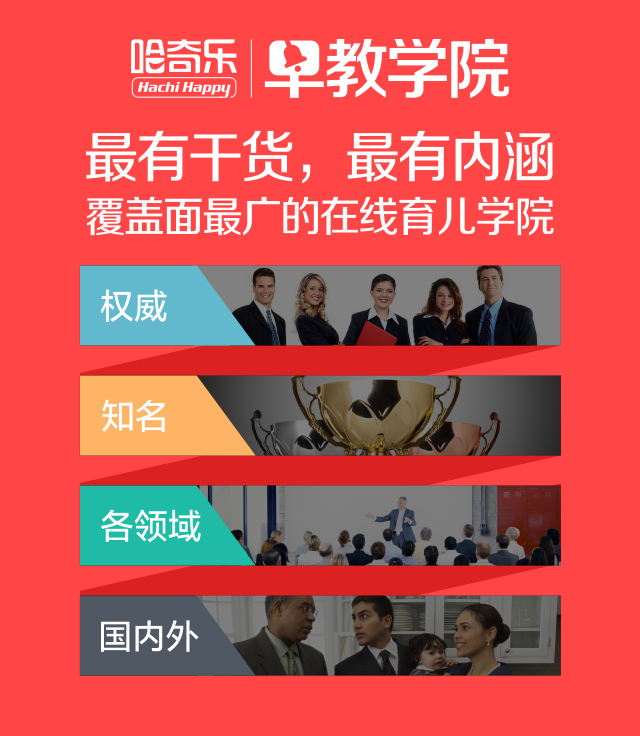 哈奇乐
Hachi Happy
早教学院
最有干货，最有内涵
覆盖面最广的在线育儿学院
权威
知名
各领域
国内外